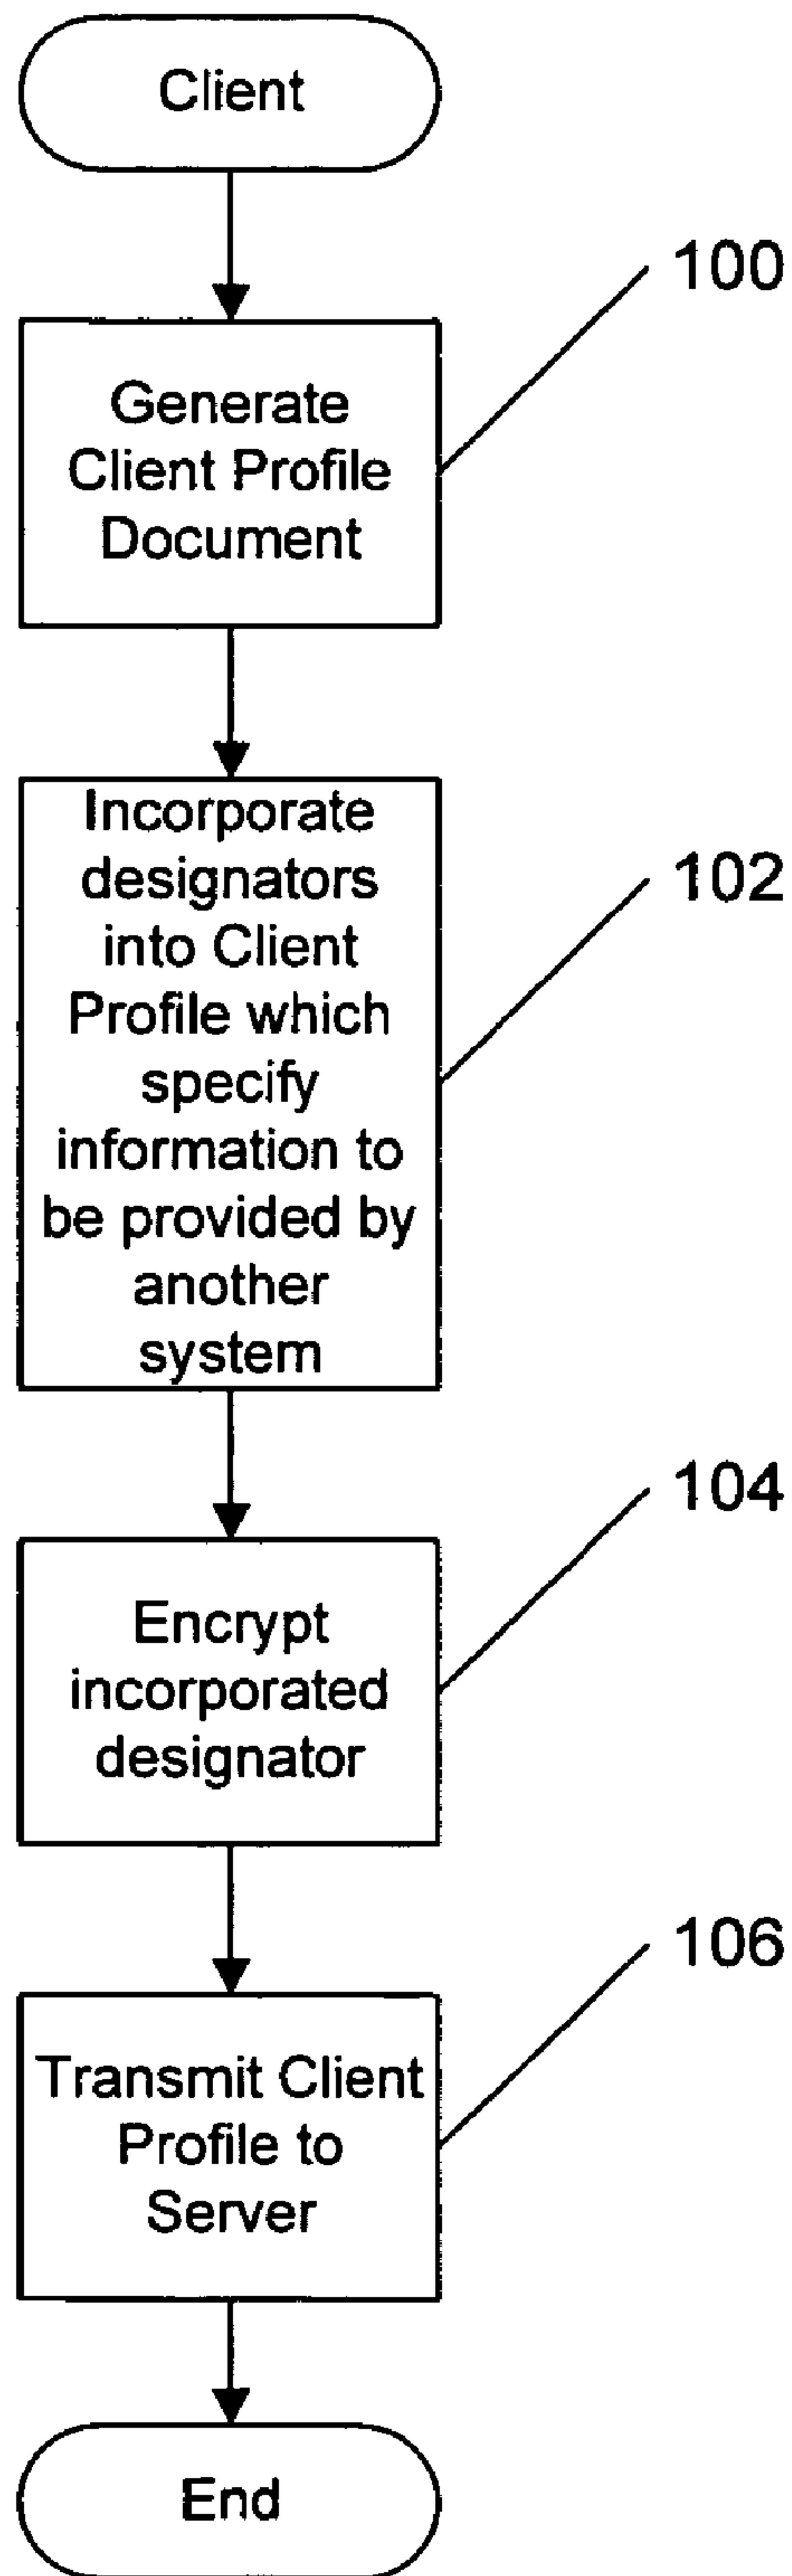 Client
100
Generate
Client Profile
Document
102
Incorporate
designators
into Client
Profile which
specify
information to
be provided by
another
system
104
Encrypt
incorporated
designator
106
Transmit Client
Profile to
Server
End